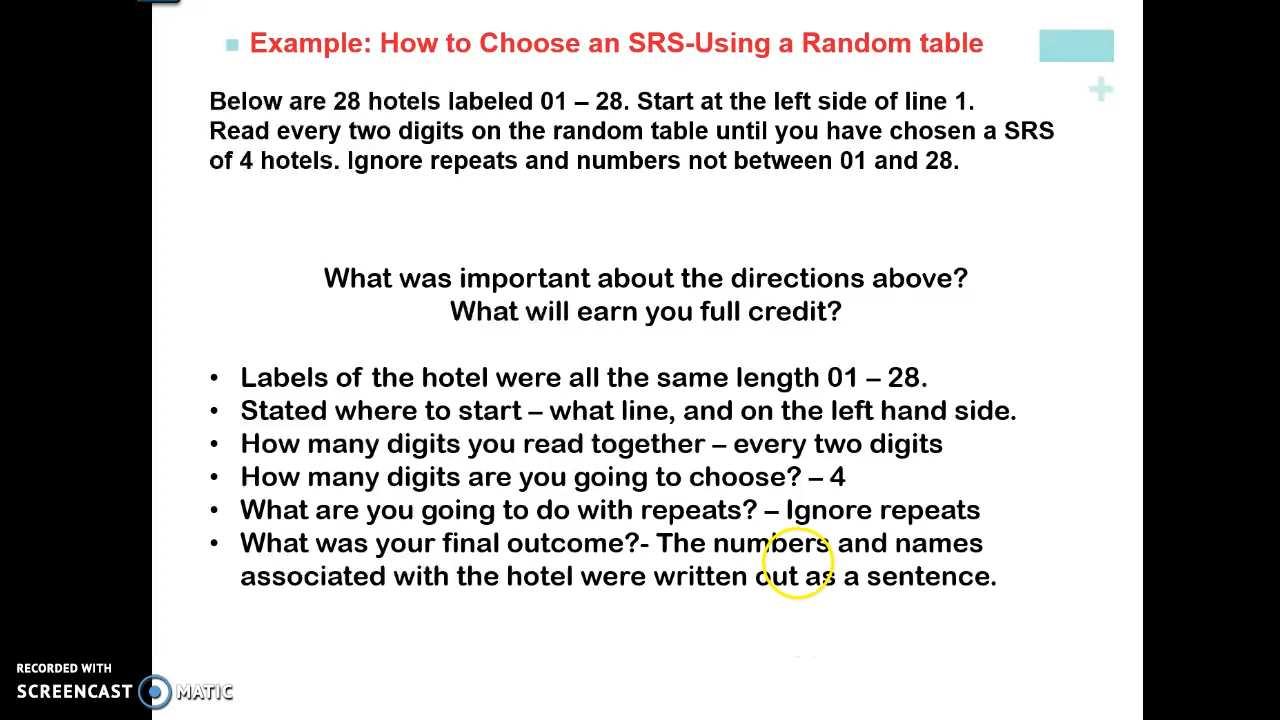 Example: How to Choose an SRS-Using a Random table
Below are 28 hotels labeled 01 – 28. Start at the left side of line 1.
Read every two digits on the random table until you have chosen a SRS
of 4 hotels. Ignore repeats and numbers not between 01 and 28.
What was important about the directions above?
What will earn you full credit?
• Labels of the hotel were all the same length 01 – 28.
• Stated where to start – what line, and on the left hand side.
• How many digits you read together – every two digits
• How many digits are you going to choose? – 4
• What are you going to do with repeats? – Ignore repeats
• What was your final outcome?- The numbers and names
associated with the hotel were written out as a sentence.
RECORDED WITH
SCREENCAST MATIC